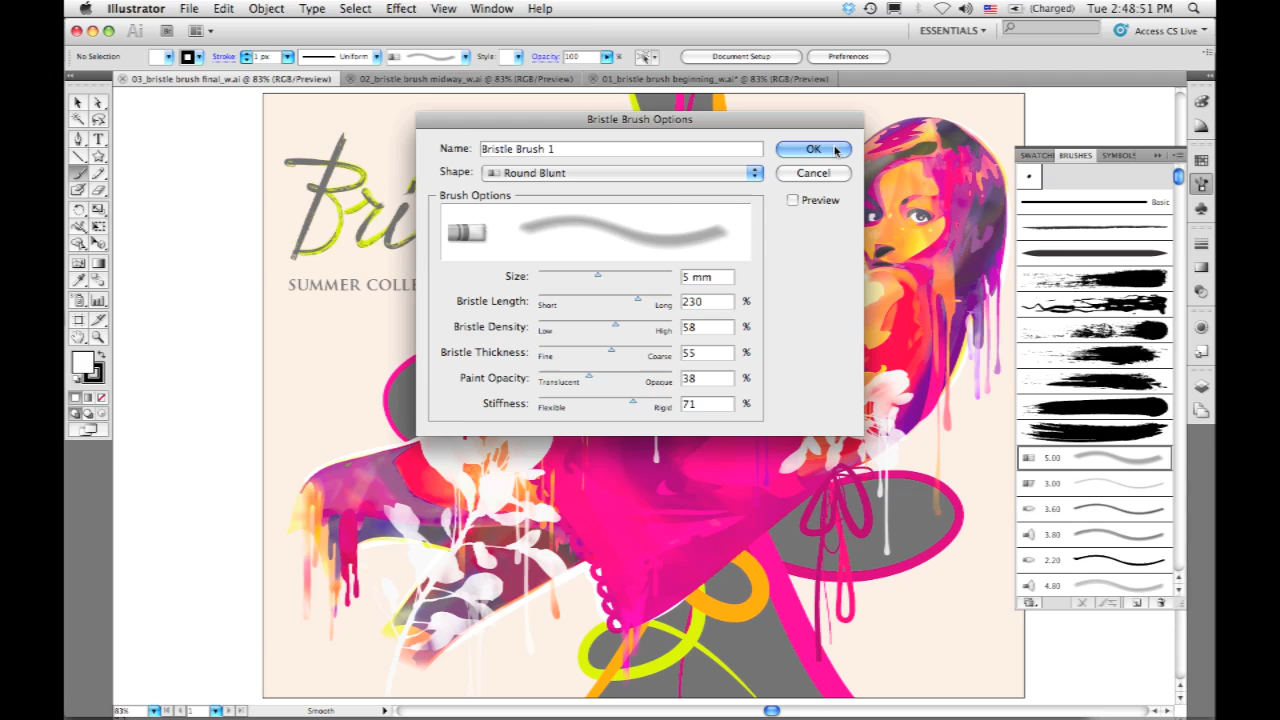 Illustrator File Edit Object Type Select Effect View Window Help (Charged) Tue 2:48:51 PM
Ai Br ESSENTIALS Access CS Live
No Selection Stroke: 1 px Uniform Style: Opacity: 100 % Document Setup Preferences
03_bristle brush final_w.ai @ 83% (RGB/Preview) 02_bristle brush midway_w.ai @ 83% (RGB/Preview) 01_bristle brush beginning_w.ai* @ 83% (RGB/Preview)
Bristle Brush Options
Name: Bristle Brush 1 OK
Shape: Round Blunt Cancel
Brush Options Preview
Size: 5 mm
Bristle Length: Short Long 230 %
Bristle Density: Low High 58 %
Bristle Thickness: Fine Coarse 55 %
Paint Opacity: Translucent Opaque 38 %
Stiffness: Flexible Rigid 71 %
Bri
SUMMER COLLE
SWATCH BRUSHES SYMBOLS
Basic
5.00
3.00
3.60
3.80
2.20
4.80
83% 1 Smooth